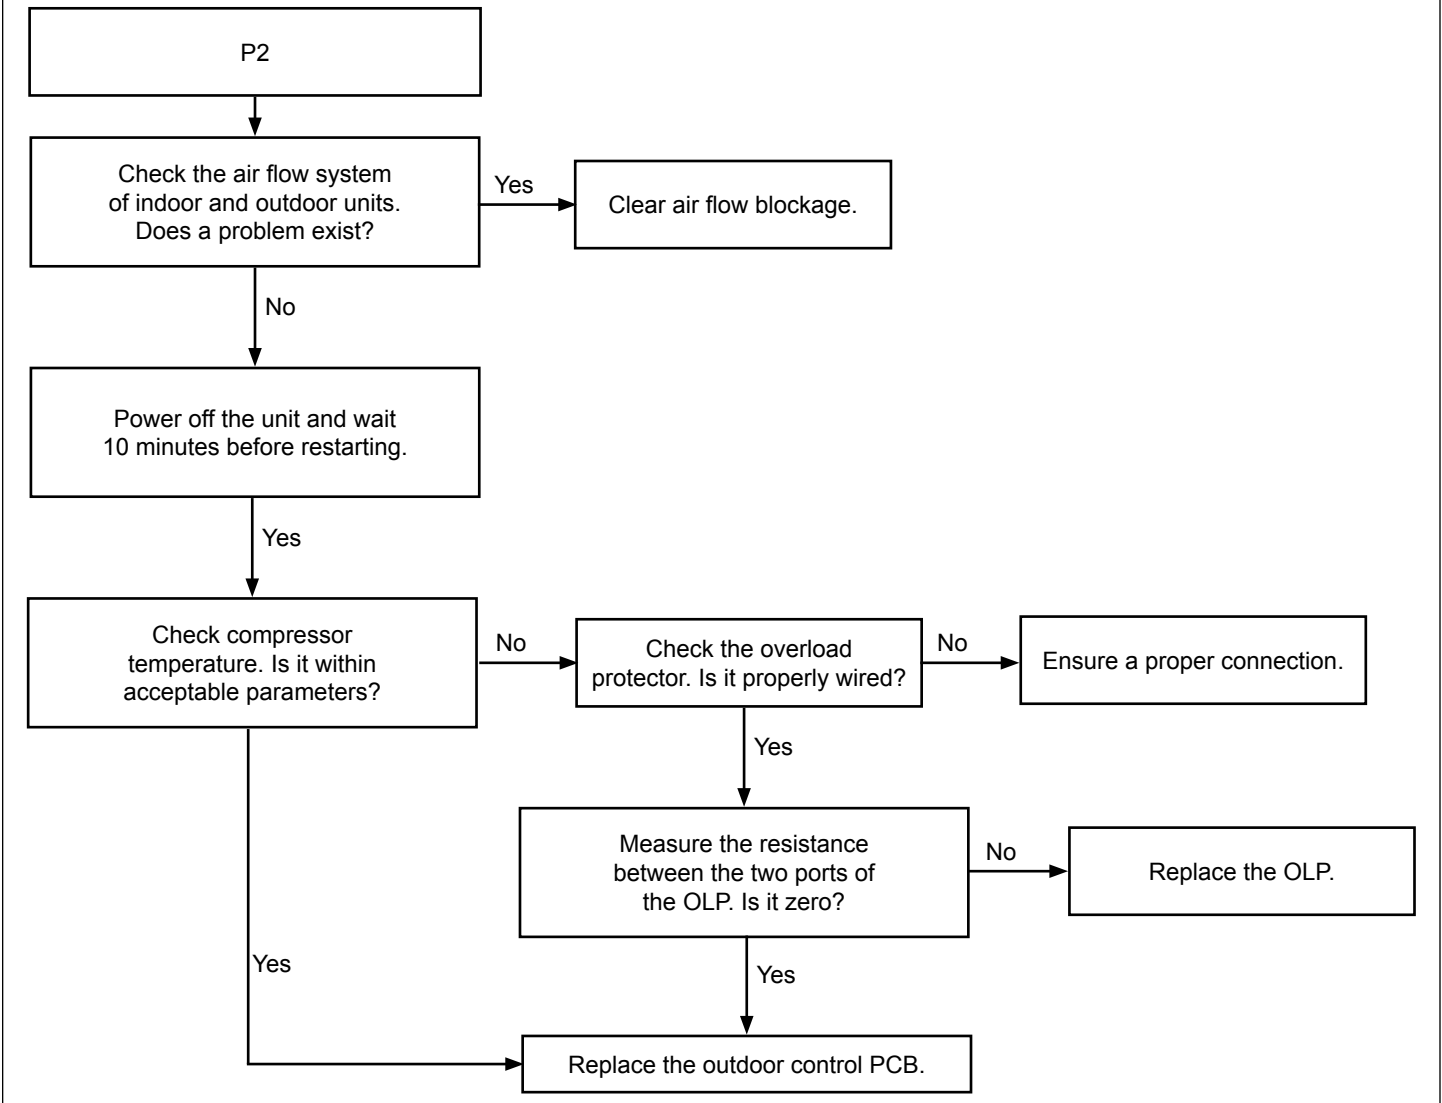 P2
Check the air flow system
of indoor and outdoor units.
Does a problem exist?
Yes
Clear air flow blockage.
No
Power off the unit and wait
10 minutes before restarting.
Yes
Check compressor
temperature. Is it within
acceptable parameters?
No
Check the overload
protector. Is it properly wired?
No
Ensure a proper connection.
Yes
Measure the resistance
between the two ports of
the OLP. Is it zero?
No
Replace the OLP.
Yes
Yes
Replace the outdoor control PCB.